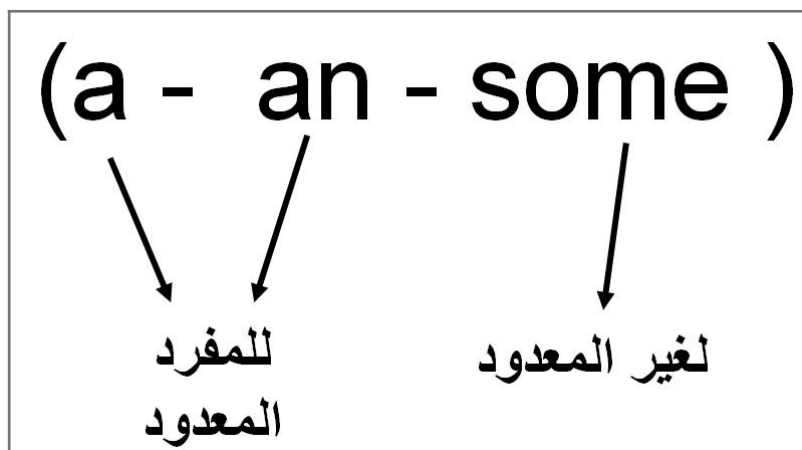 (a - an - some )
للمفرد
المعدود
لغير المعدود